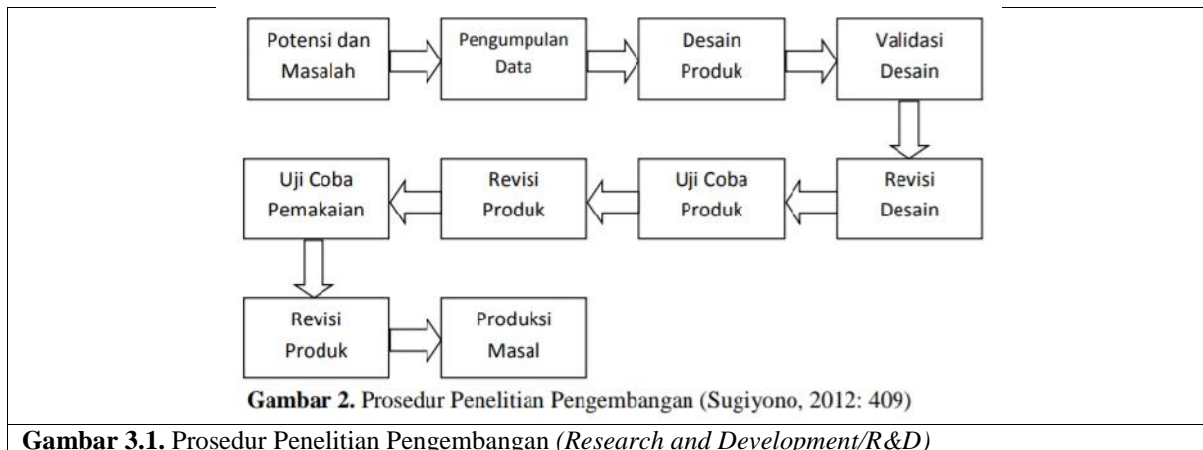 Potensi dan
Masalah
Pengumpulan
Data
Desain
Produk
Validasi
Desain
Uji Coba
Pemakaian
Revisi
Produk
Uji Coba
Produk
Revisi
Desain
Revisi
Produk
Produksi
Masal
Gambar 2. Prosedur Penelitian Pengembangan (Sugiyono, 2012: 409)
Gambar 3.1. Prosedur Penelitian Pengembangan (Research and Development/R&D)